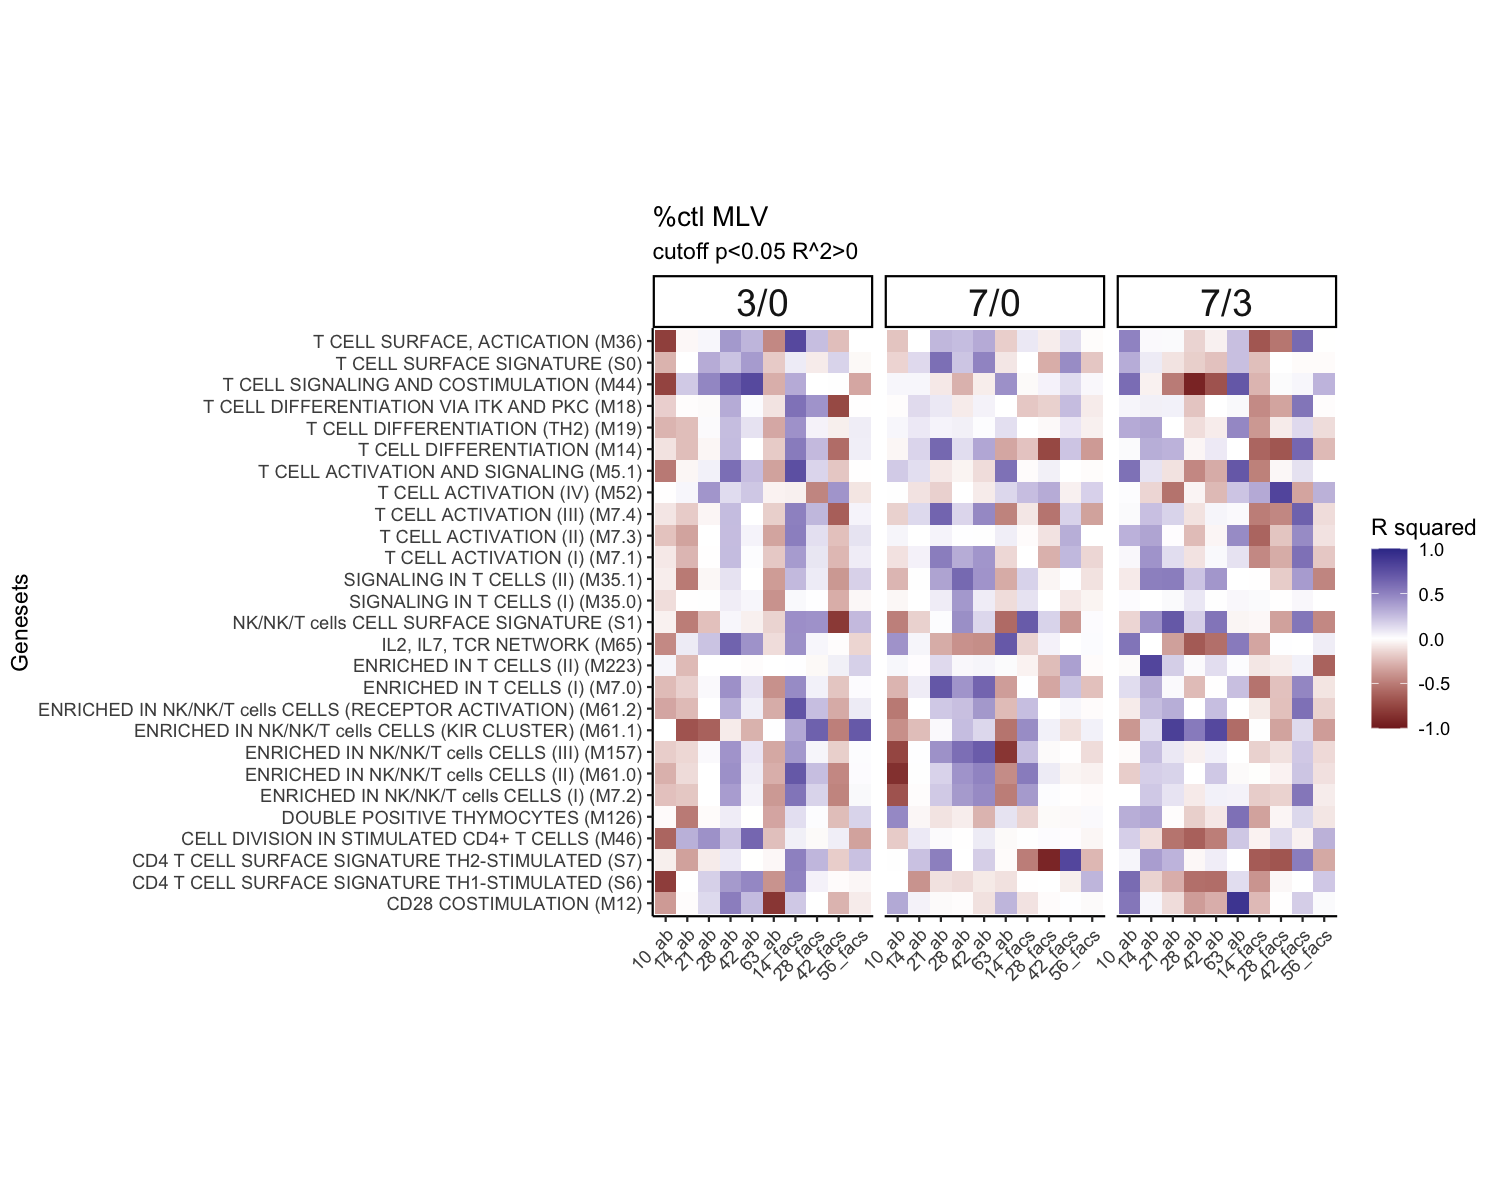 %ctl MLV
cutoff p<0.05 R^2>0
3/0 7/0 7/3
Genesets
T CELL SURFACE, ACTICATION (M36)
T CELL SURFACE SIGNATURE (S0)
T CELL SIGNALING AND COSTIMULATION (M44)
T CELL DIFFERENTIATION VIA ITK AND PKC (M18)
T CELL DIFFERENTIATION (TH2) (M19)
T CELL DIFFERENTIATION (M14)
T CELL ACTIVATION AND SIGNALING (M5.1)
T CELL ACTIVATION (IV) (M52)
T CELL ACTIVATION (III) (M7.4)
T CELL ACTIVATION (II) (M7.3)
T CELL ACTIVATION (I) (M7.1)
SIGNALING IN T CELLS (II) (M35.1)
SIGNALING IN T CELLS (I) (M35.0)
NK/NK/T cells CELL SURFACE SIGNATURE (S1)
IL2, IL7, TCR NETWORK (M65)
ENRICHED IN T CELLS (II) (M223)
ENRICHED IN T CELLS (I) (M7.0)
ENRICHED IN NK/NK/T cells CELLS (RECEPTOR ACTIVATION) (M61.2)
ENRICHED IN NK/NK/T cells CELLS (KIR CLUSTER) (M61.1)
ENRICHED IN NK/NK/T cells CELLS (III) (M157)
ENRICHED IN NK/NK/T cells CELLS (II) (M61.0)
ENRICHED IN NK/NK/T cells CELLS (I) (M7.2)
DOUBLE POSITIVE THYMOCYTES (M126)
CELL DIVISION IN STIMULATED CD4+ T CELLS (M46)
CD4 T CELL SURFACE SIGNATURE TH2-STIMULATED (S7)
CD4 T CELL SURFACE SIGNATURE TH1-STIMULATED (S6)
CD28 COSTIMULATION (M12)
10_ab 14_ab 21_ab 28_ab 42_ab 63_ab 14_facs 28_facs 42_facs 56_facs
10_ab 14_ab 21_ab 28_ab 42_ab 63_ab 14_facs 28_facs 42_facs 56_facs
10_ab 14_ab 21_ab 28_ab 42_ab 63_ab 14_facs 28_facs 42_facs 56_facs
R squared
1.0
0.5
0.0
-0.5
-1.0